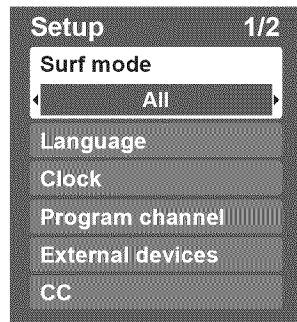 Setup 1/2
Surf mode
All
Language
Clock
Program channel
External devices
CC